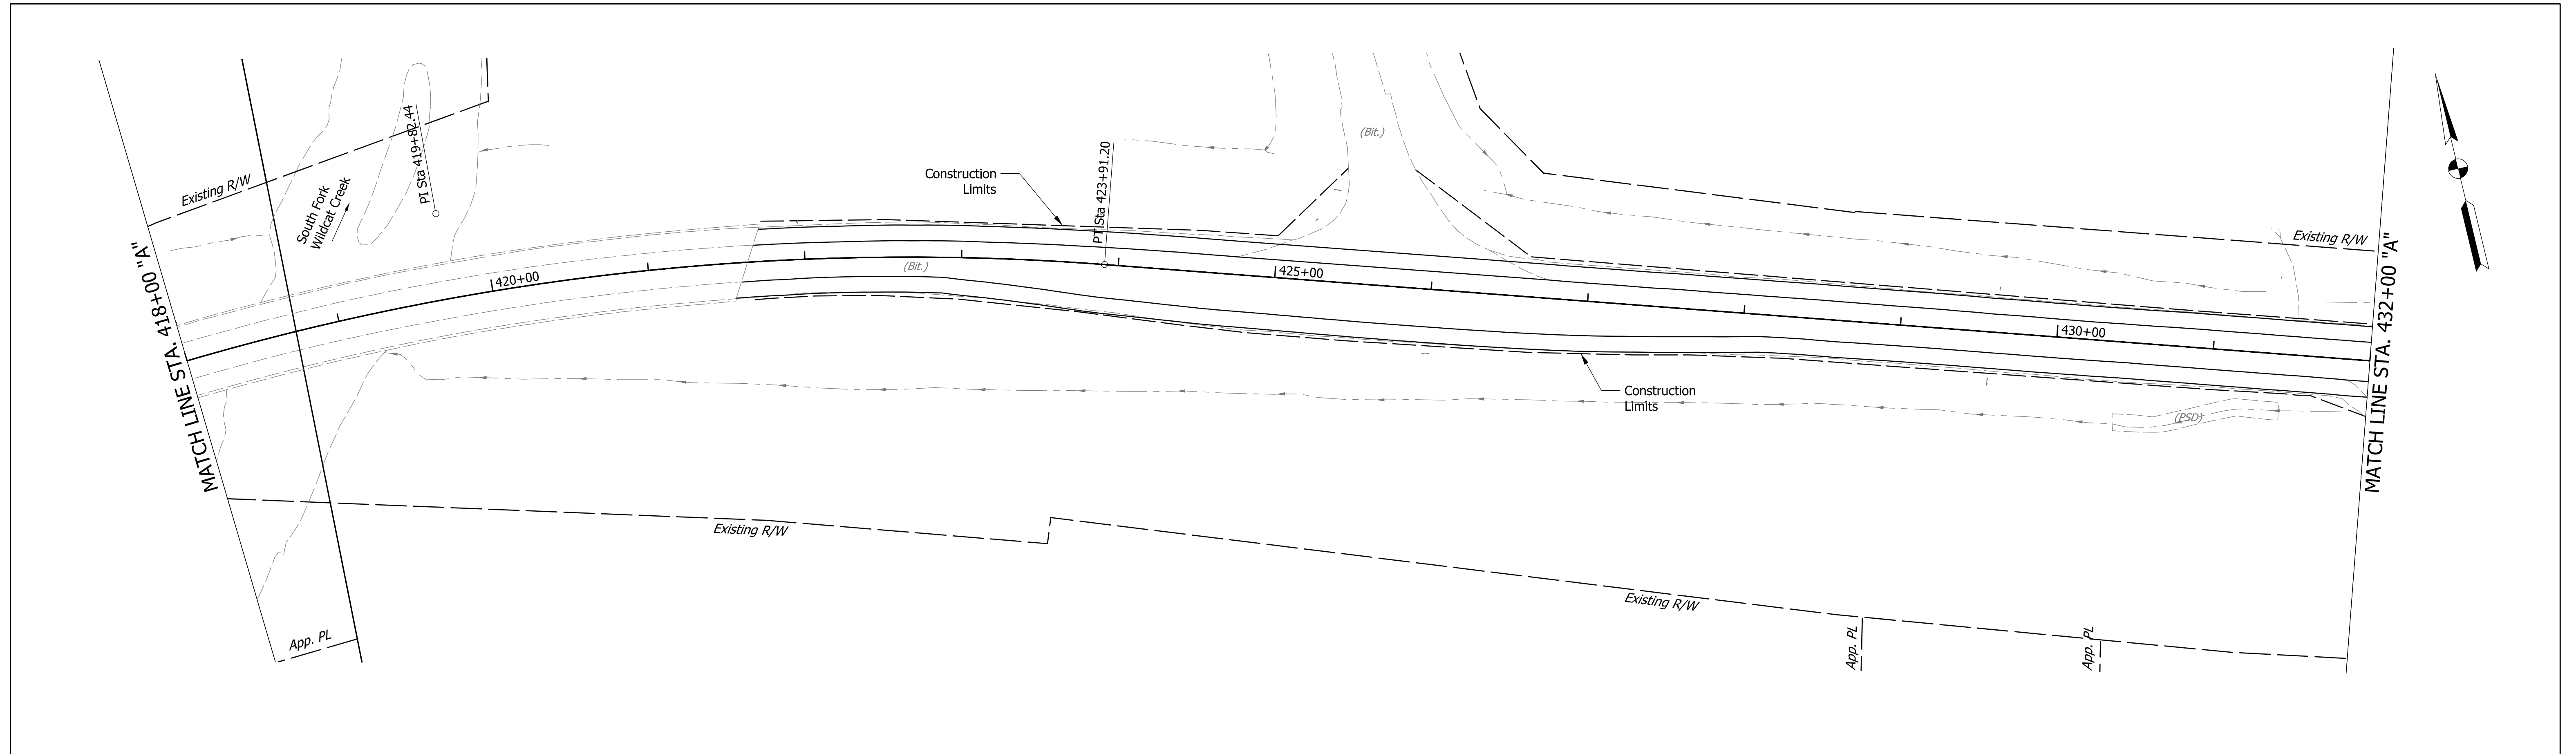 MATCH LINE STA. 418+00 "A"
Existing R/W
South Fork
Wildcat Creek
PI Sta 419+82.44
420+00
(Bit.)
Construction
Limits
PT Sta 423+91.20
425+00
(Bit.)
Construction
Limits
430+00
Existing R/W
(PSD)
MATCH LINE STA. 432+00 "A"
Existing R/W
Existing R/W
App. PL
App. PL
App. PL